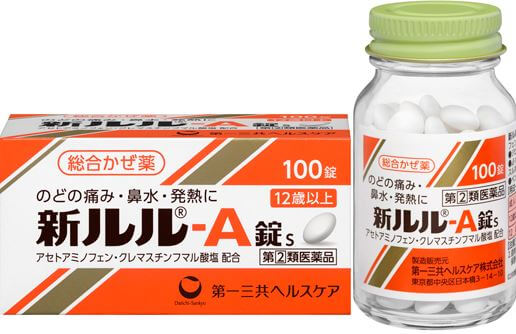 総合かぜ薬
100錠
のどの痛み・鼻水・発熱に
12歳以上
新ルル®-A錠s
アセトアミノフェン・クレマスチンフマル酸塩 配合
第②類医薬品
Daiichi-Sankyo
第一三共ヘルスケア
総合かぜ薬
100錠
のどの痛み・
鼻水・発熱に
第②類医薬品
新ルル®-A錠s
アセトアミノフェン・クレマスチンフマル酸塩 配合
製造販売元
第一三共ヘルスケア株式会社
東京都中央区日本橋3-14-10